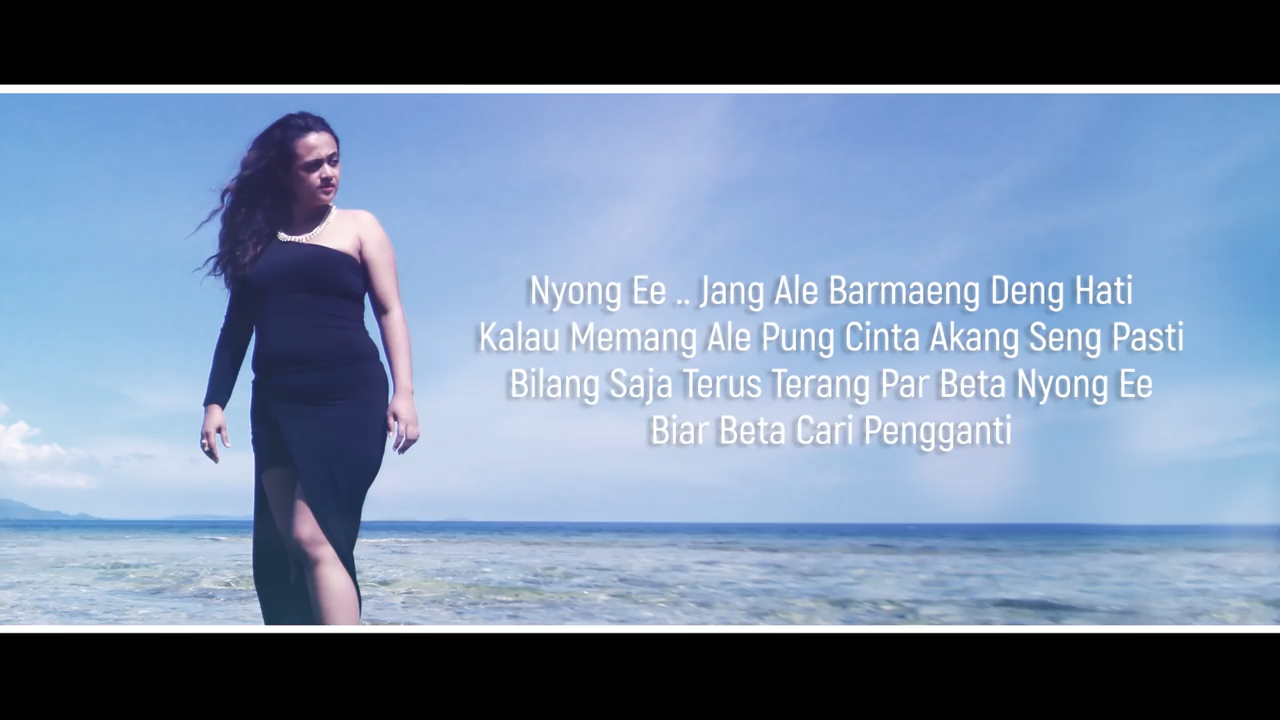 Nyong Ee .. Jang Ale Barmaeng Deng Hati
Kalau Memang Ale Pung Cinta Akang Seng Pasti
Bilang Saja Terus Terang Par Beta Nyong Ee
Biar Beta Cari Pengganti